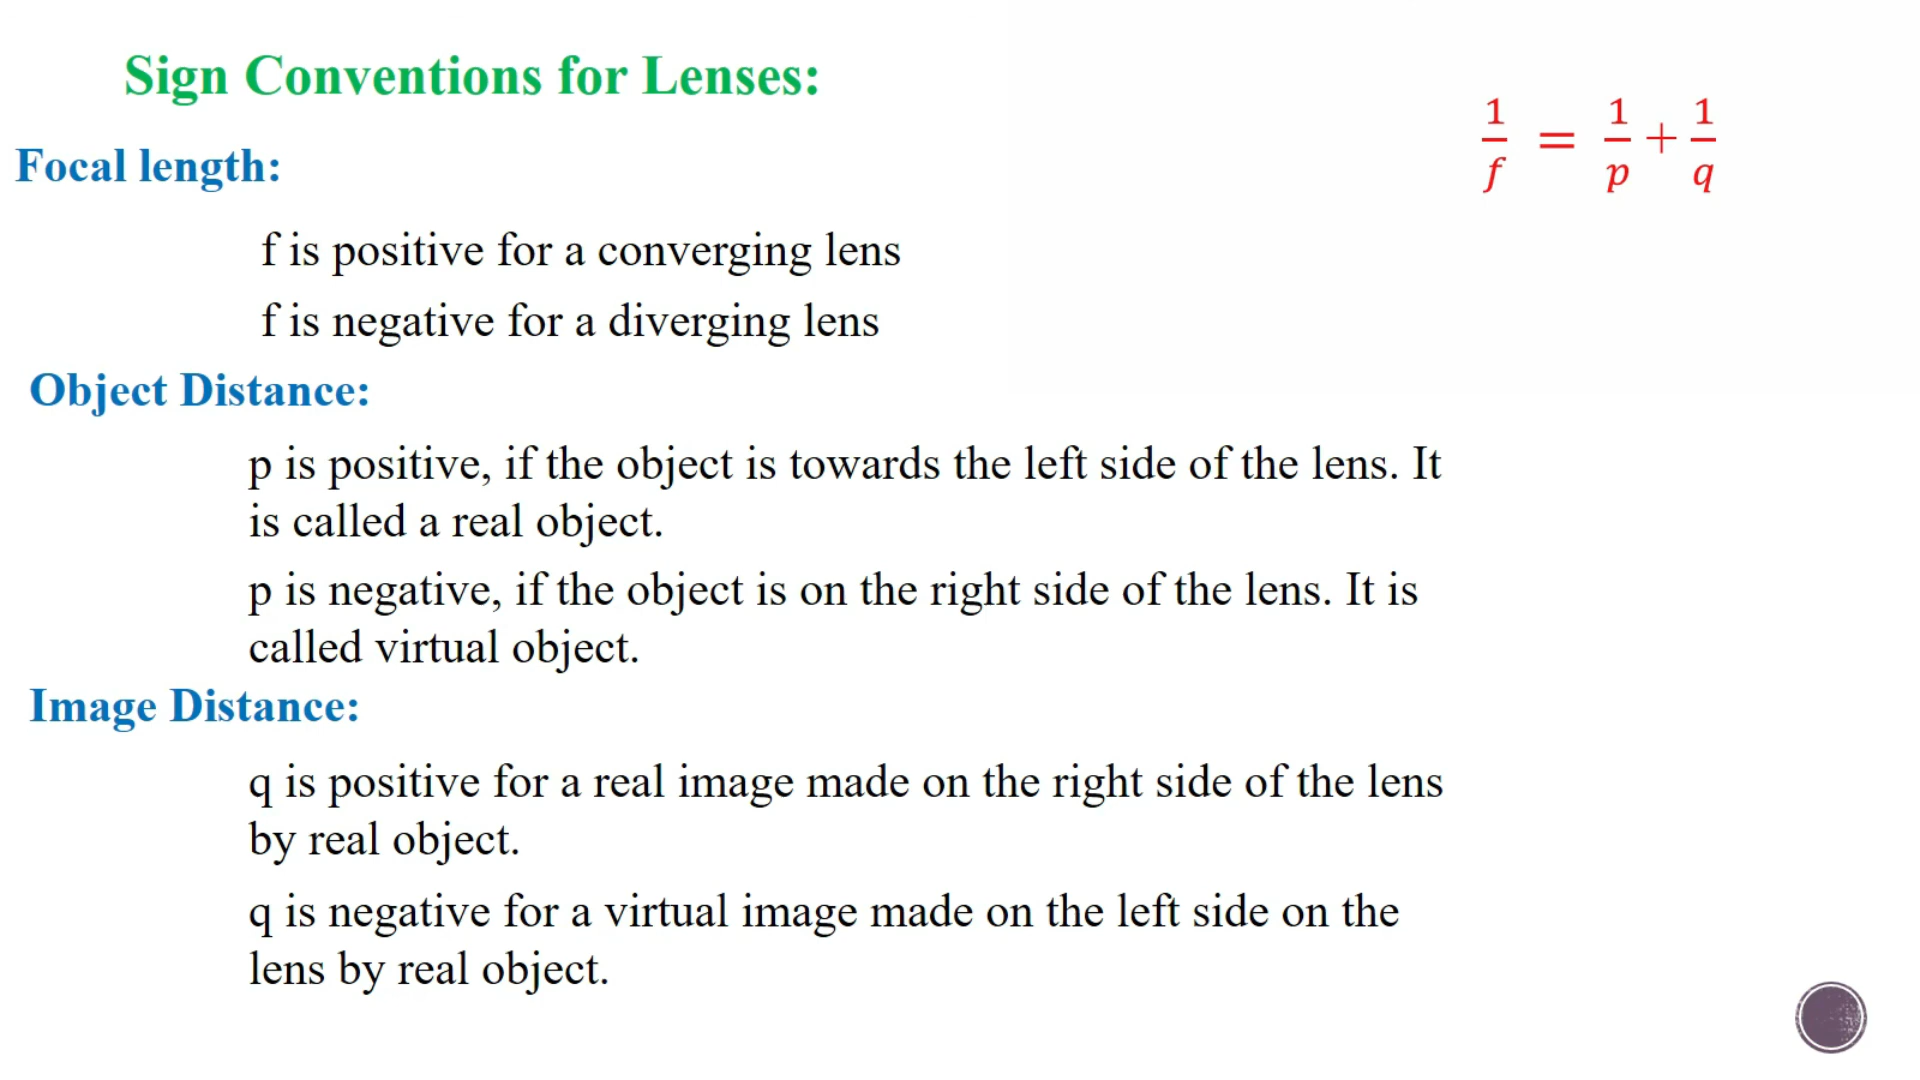 Sign Conventions for Lenses:
1/f = 1/p + 1/q
Focal length:
f is positive for a converging lens
f is negative for a diverging lens
Object Distance:
p is positive, if the object is towards the left side of the lens. It
is called a real object.
p is negative, if the object is on the right side of the lens. It is
called virtual object.
Image Distance:
q is positive for a real image made on the right side of the lens
by real object.
q is negative for a virtual image made on the left side on the
lens by real object.